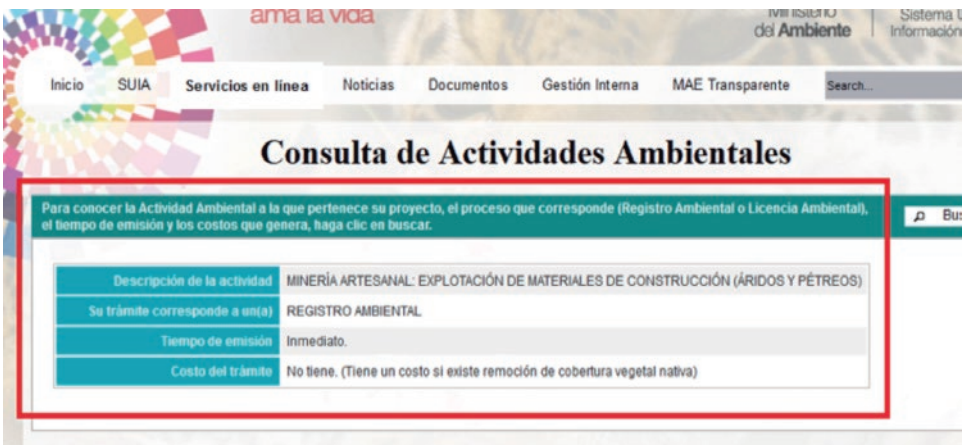 ama la vida
Ministerio
del Ambiente
Sistema
Información
Inicio SUIA Servicios en línea Noticias Documentos Gestión Interna MAE Transparente Search...
Consulta de Actividades Ambientales
Para conocer la Actividad Ambiental a la que pertenece su proyecto, el proceso que corresponde (Registro Ambiental o Licencia Ambiental),
el tiempo de emisión y los costos que genera, haga clic en buscar.
Bus
Descripción de la actividad MINERÍA ARTESANAL: EXPLOTACIÓN DE MATERIALES DE CONSTRUCCIÓN (ÁRIDOS Y PÉTREOS)
Su trámite corresponde a un(a) REGISTRO AMBIENTAL
Tiempo de emisión Inmediato.
Costo del trámite No tiene. (Tiene un costo si existe remoción de cobertura vegetal nativa)